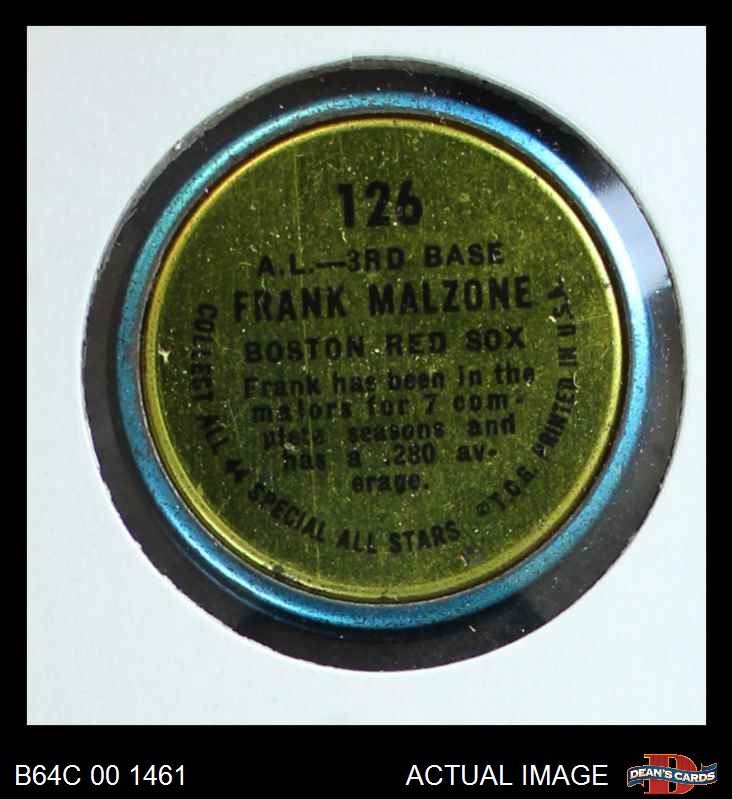 126
A.L.—3RD BASE
FRANK MALZONE
BOSTON RED SOX
Frank has been in the
majors for 7 com-
plete seasons and
has a .280 av-
erage.
COLLECT ALL 44 SPECIAL ALL STARS
©T.C.G. PRINTED IN U.S.A.
B64C 00 1461
ACTUAL IMAGE
DEAN'S CARDS